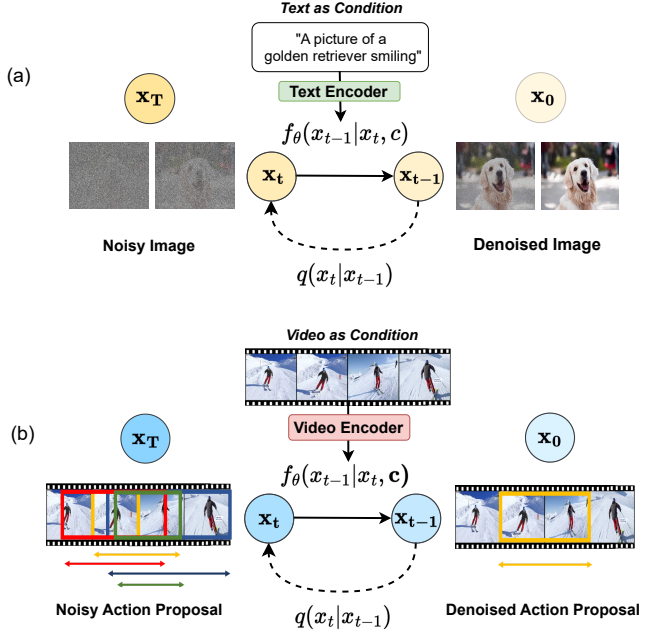 Text as Condition
"A picture of a
golden retriever smiling"
(a)
Text Encoder
x_T
x_0
f_θ(x_{t-1}|x_t, c)
x_t
x_{t-1}
Noisy Image
Denoised Image
q(x_t|x_{t-1})
Video as Condition
(b)
Video Encoder
x_T
x_0
f_θ(x_{t-1}|x_t, c)
x_t
x_{t-1}
Noisy Action Proposal
Denoised Action Proposal
q(x_t|x_{t-1})